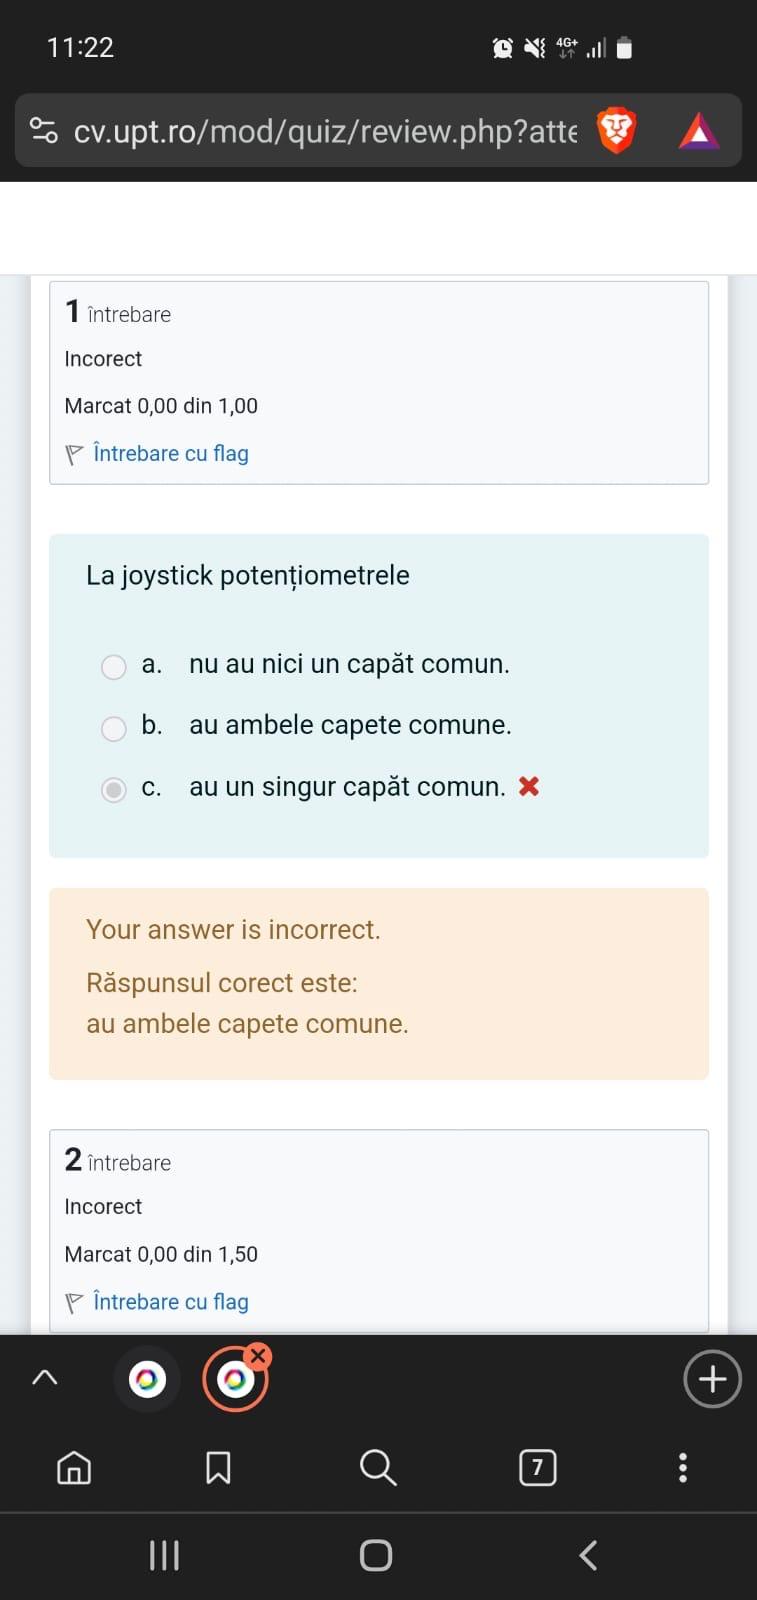 11:22
4G+
cv.upt.ro/mod/quiz/review.php?atte
1 întrebare
Incorect
Marcat 0,00 din 1,00
Întrebare cu flag
La joystick potențiometrele
a. nu au nici un capăt comun.
b. au ambele capete comune.
c. au un singur capăt comun.
Your answer is incorrect.
Răspunsul corect este:
au ambele capete comune.
2 întrebare
Incorect
Marcat 0,00 din 1,50
Întrebare cu flag
7